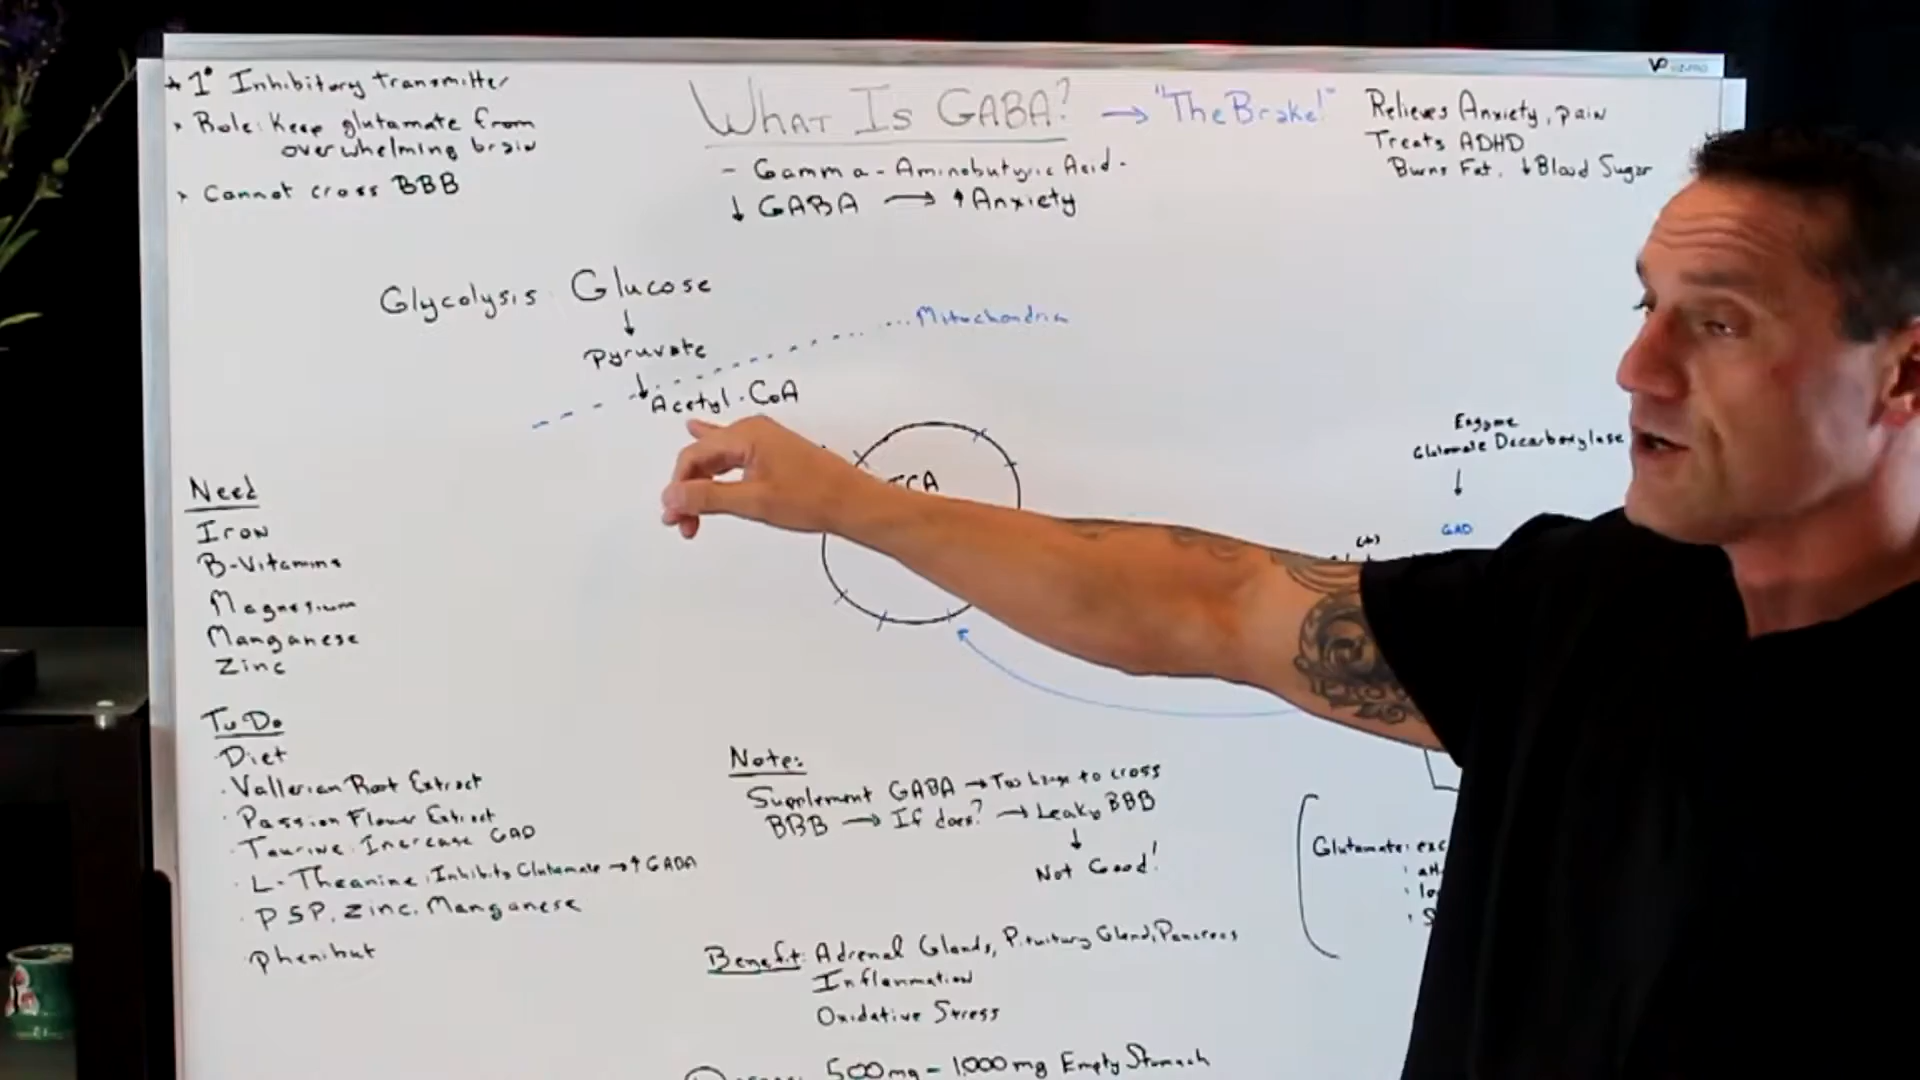 1° Inhibitory transmitter
Role: Keep glutamate from
overwhelming brain
Cannot cross BBB
What Is GABA? → "The Brake!"
- Gamma-Aminobutyric Acid.
↓ GABA → ↑ Anxiety
Relieves Anxiety, pain
Treats ADHD
Burns Fat, ↓Blood Sugar
Glycolysis: Glucose
↓
Pyruvate
↓
Acetyl-CoA
Mitochondria
TCA
Enzyme
Glutamate Decarboxylase
↓
GAD
(+)
Need
Iron
B-Vitamins
Magnesium
Manganese
Zinc
To Do
Diet
Vallerian Root Extract
Passion Flower Extract
Taurine: Increase GAD
L-Theanine: Inhibits Glutamate → ↑ GABA
P5P, Zinc, Manganese
Phenibut
Note:
Supplement GABA → Too large to cross
BBB → If does? → Leaky BBB
↓
Not Good!
Glutamate: exc
Benefit: Adrenal Glands, Pituitary Gland, Pancreas
Inflammation
Oxidative Stress
500mg - 1000mg Empty Stomach